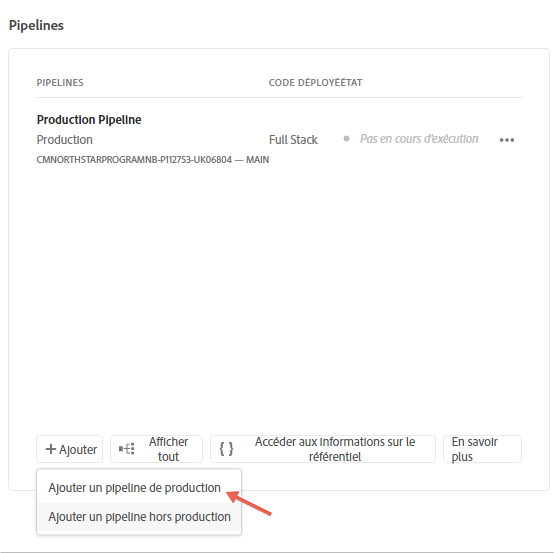 Pipelines
PIPELINES CODE DÉPLOYÉÉTAT
Production Pipeline
Production Full Stack Pas en cours d'exécution
CMNORTHSTARPROGRAMNB-P112753-UK06804 — MAIN
Ajouter
Afficher
tout
Accéder aux informations sur le
référentiel
En savoir
plus
Ajouter un pipeline de production
Ajouter un pipeline hors production